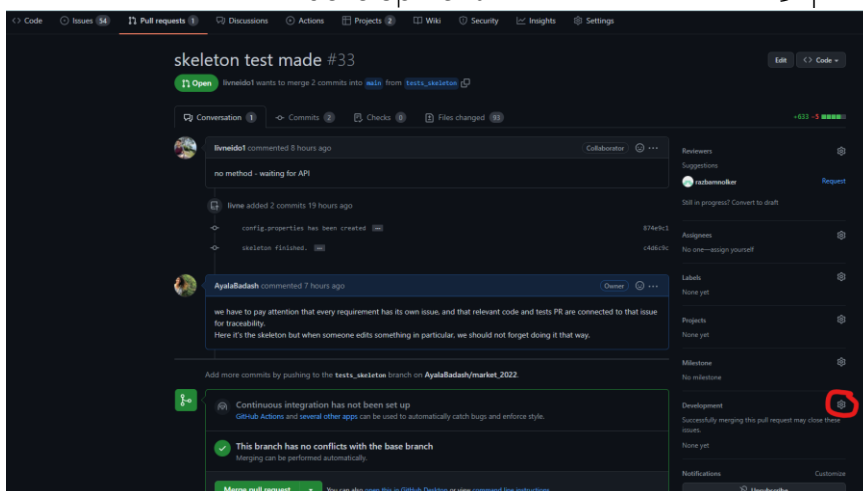 Code Issues 54 Pull requests 1 Discussions Actions Projects 2 Wiki Security Insights Settings
skeleton test made #33
Edit Code
Open livneido1 wants to merge 2 commits into main from tests_skeleton
Conversation 1 Commits 2 Checks 0 Files changed 93
+633 -5
livneido1 commented 8 hours ago
Collaborator
no method - waiting for API
livne added 2 commits 19 hours ago
config.properties has been created
874e9c1
skeleton finished.
c4d6c9c
AyalaBadash commented 7 hours ago
Owner
we have to pay attention that every requirement has its own issue, and that relevant code and tests PR are connected to that issue
for traceability.
Here it's the skeleton but when someone edits something in particular, we should not forget doing it that way.
Add more commits by pushing to the tests_skeleton branch on AyalaBadash/market_2022.
Continuous integration has not been set up
GitHub Actions and several other apps can be used to automatically catch bugs and enforce style.
This branch has no conflicts with the base branch
Merging can be performed automatically.
Merge pull request
You can also open this in GitHub Desktop or view command line instructions.
Reviewers
Suggestions
razbamnolker Request
Still in progress? Convert to draft
Assignees
No one—assign yourself
Labels
None yet
Projects
None yet
Milestone
No milestone
Development
Successfully merging this pull request may close these
issues.
None yet
Notifications Customize
Unsubscribe